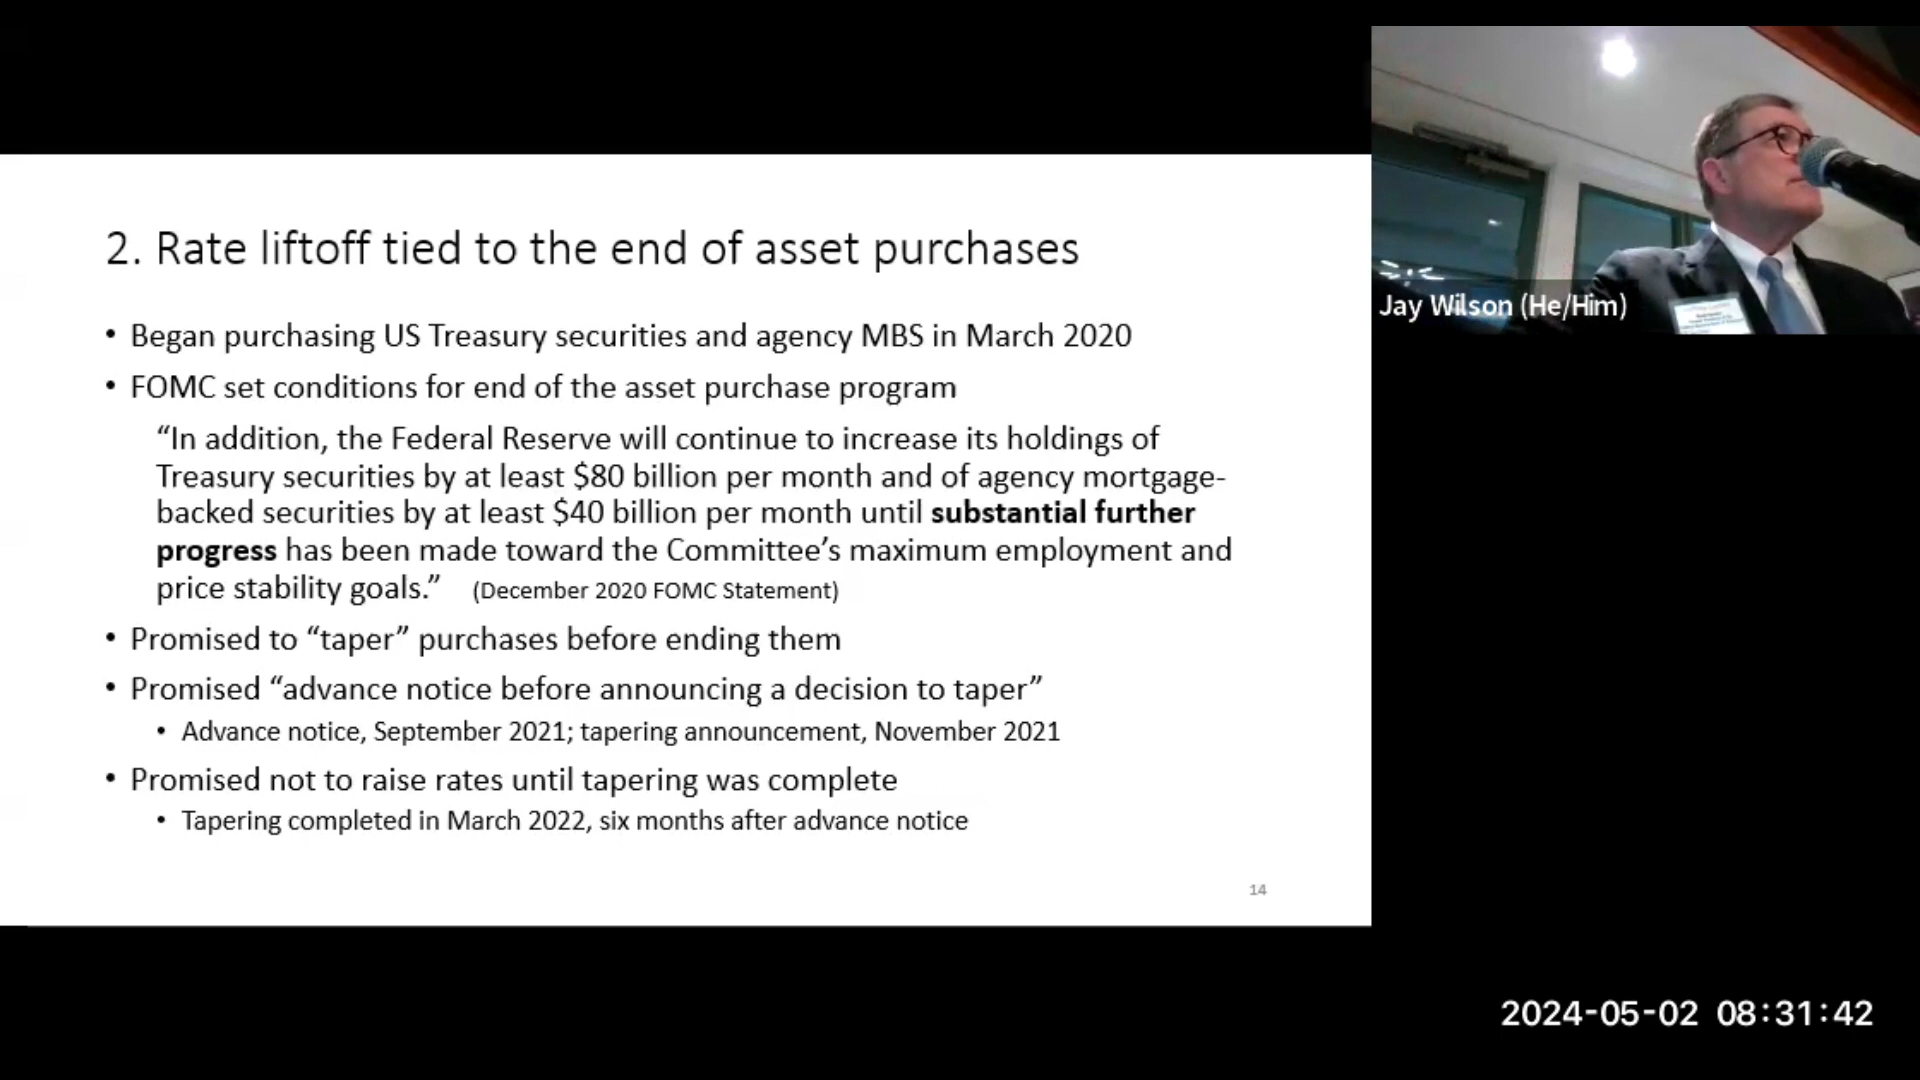 2. Rate liftoff tied to the end of asset purchases
• Began purchasing US Treasury securities and agency MBS in March 2020
• FOMC set conditions for end of the asset purchase program
“In addition, the Federal Reserve will continue to increase its holdings of
Treasury securities by at least $80 billion per month and of agency mortgage-
backed securities by at least $40 billion per month until substantial further
progress has been made toward the Committee’s maximum employment and
price stability goals.” (December 2020 FOMC Statement)
• Promised to “taper” purchases before ending them
• Promised “advance notice before announcing a decision to taper”
• Advance notice, September 2021; tapering announcement, November 2021
• Promised not to raise rates until tapering was complete
• Tapering completed in March 2022, six months after advance notice
14
Jay Wilson (He/Him)
2024-05-02 08:31:42